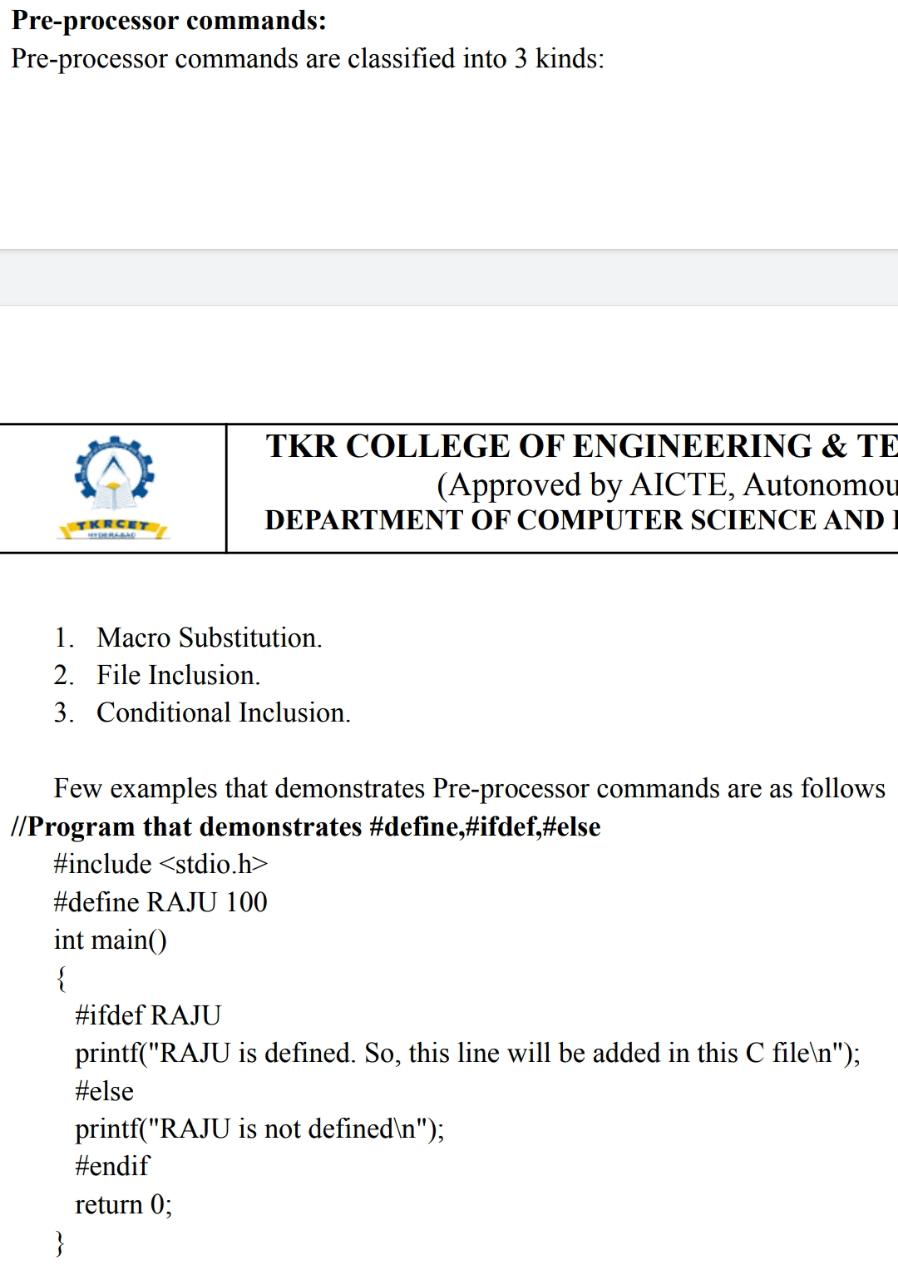 Pre-processor commands:
Pre-processor commands are classified into 3 kinds:
TKRCET
HYDERABAD
TKR COLLEGE OF ENGINEERING & TE
(Approved by AICTE, Autonomou
DEPARTMENT OF COMPUTER SCIENCE AND
1. Macro Substitution.
2. File Inclusion.
3. Conditional Inclusion.
Few examples that demonstrates Pre-processor commands are as follows
//Program that demonstrates #define,#ifdef,#else
#include <stdio.h>
#define RAJU 100
int main()
{
#ifdef RAJU
printf("RAJU is defined. So, this line will be added in this C file\n");
#else
printf("RAJU is not defined\n");
#endif
return 0;
}